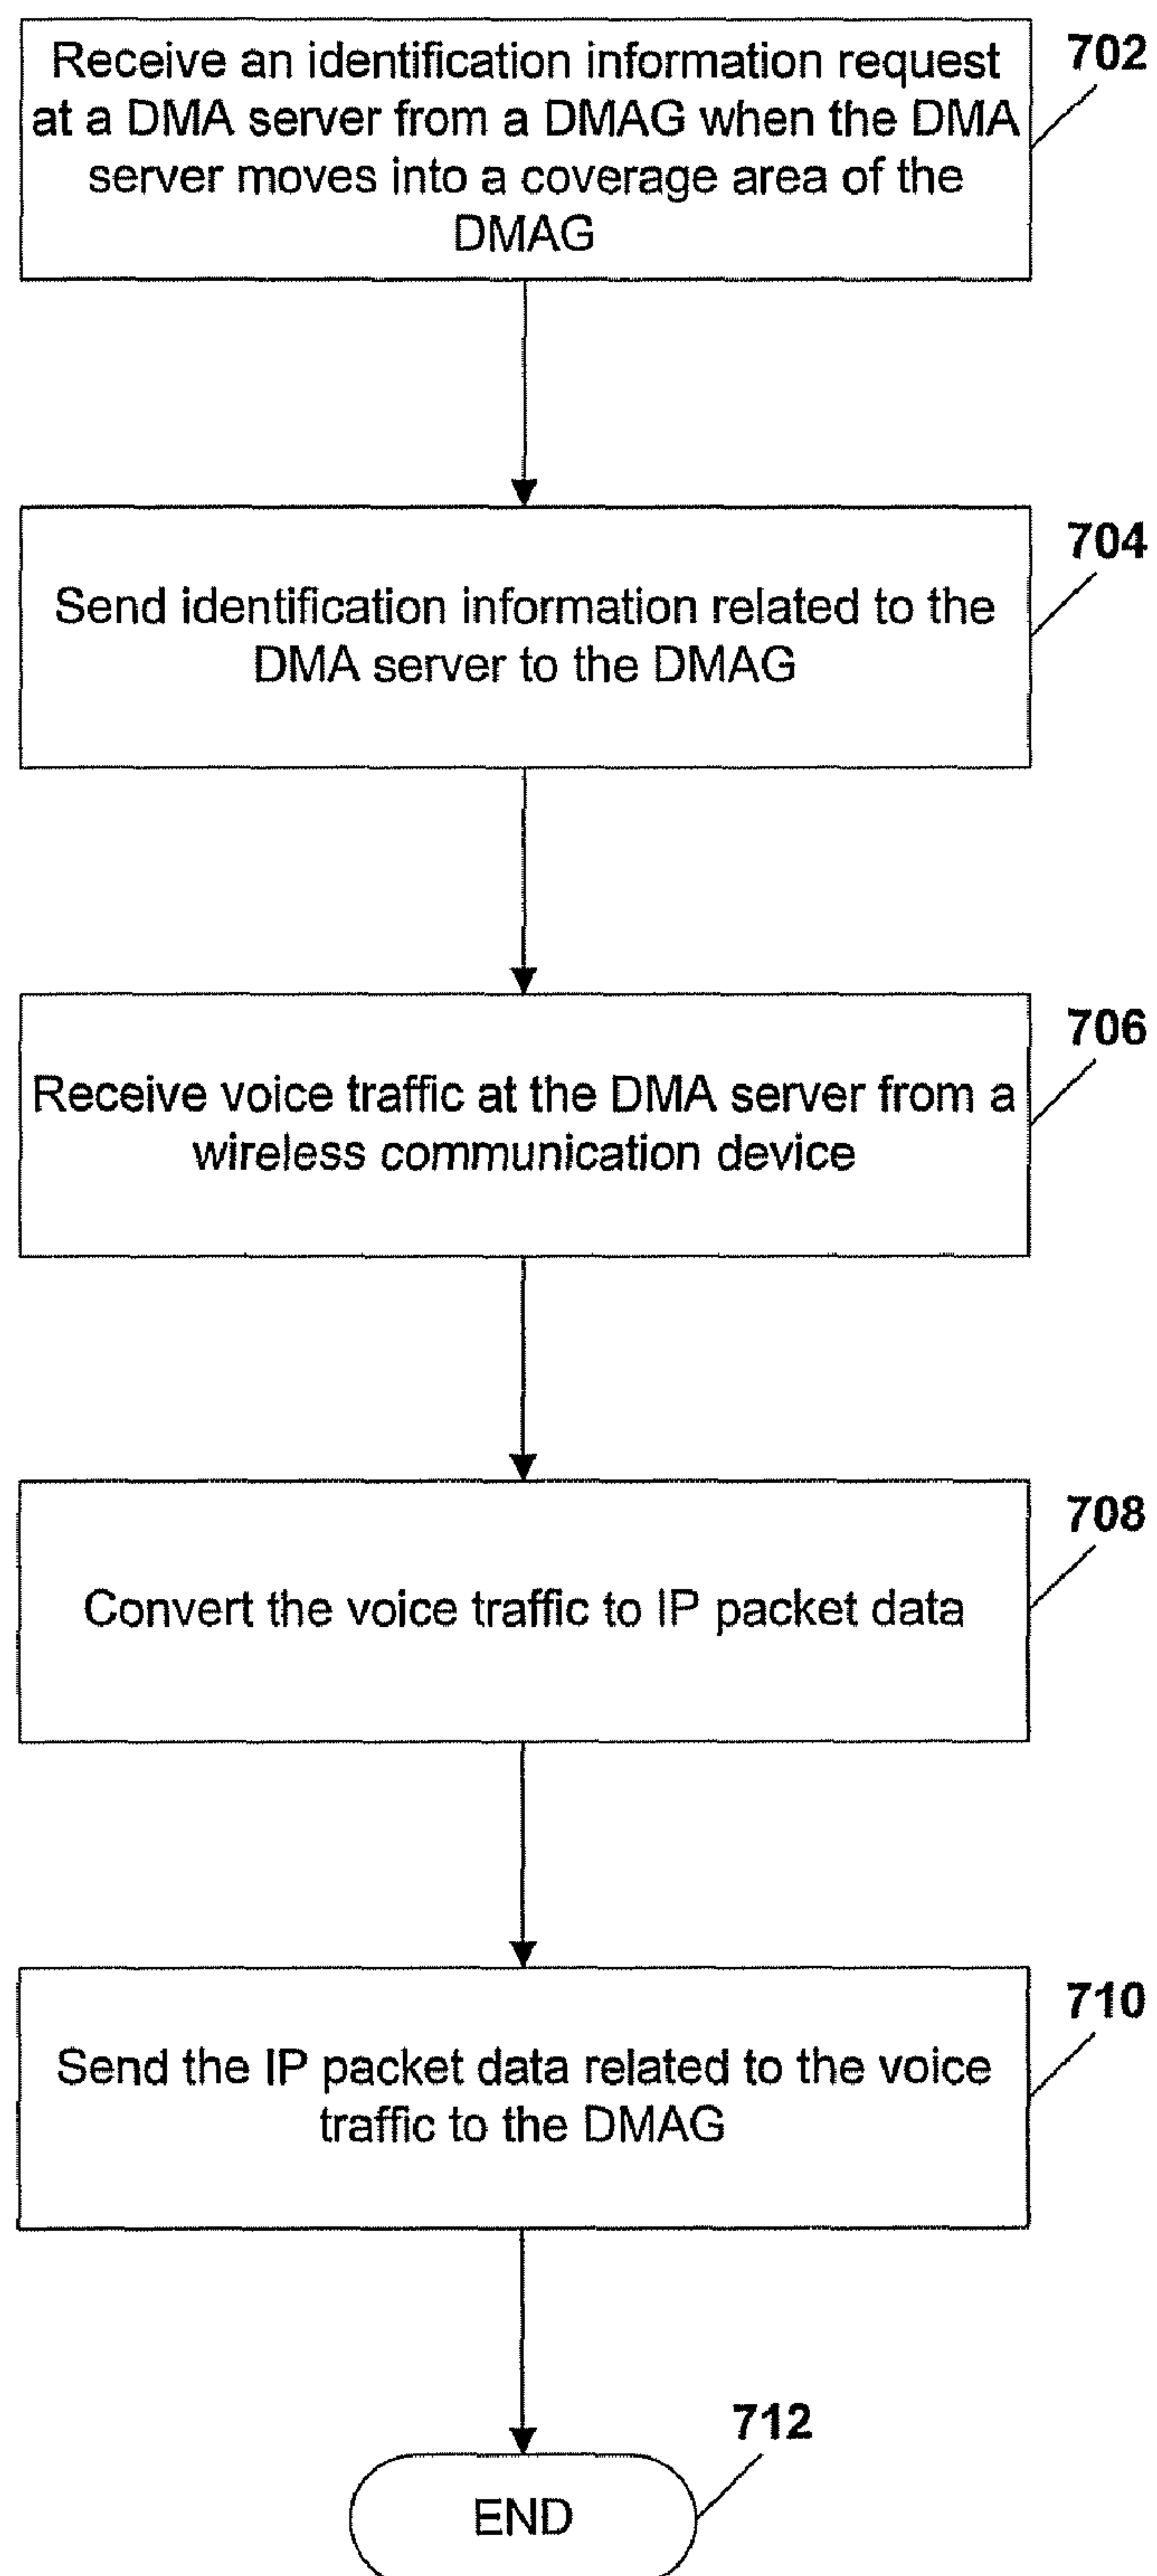 Receive an identification information request
at a DMA server from a DMAG when the DMA
server moves into a coverage area of the
DMAG
702
Send identification information related to the
DMA server to the DMAG
704
Receive voice traffic at the DMA server from a
wireless communication device
706
Convert the voice traffic to IP packet data
708
Send the IP packet data related to the voice
traffic to the DMAG
710
712
END